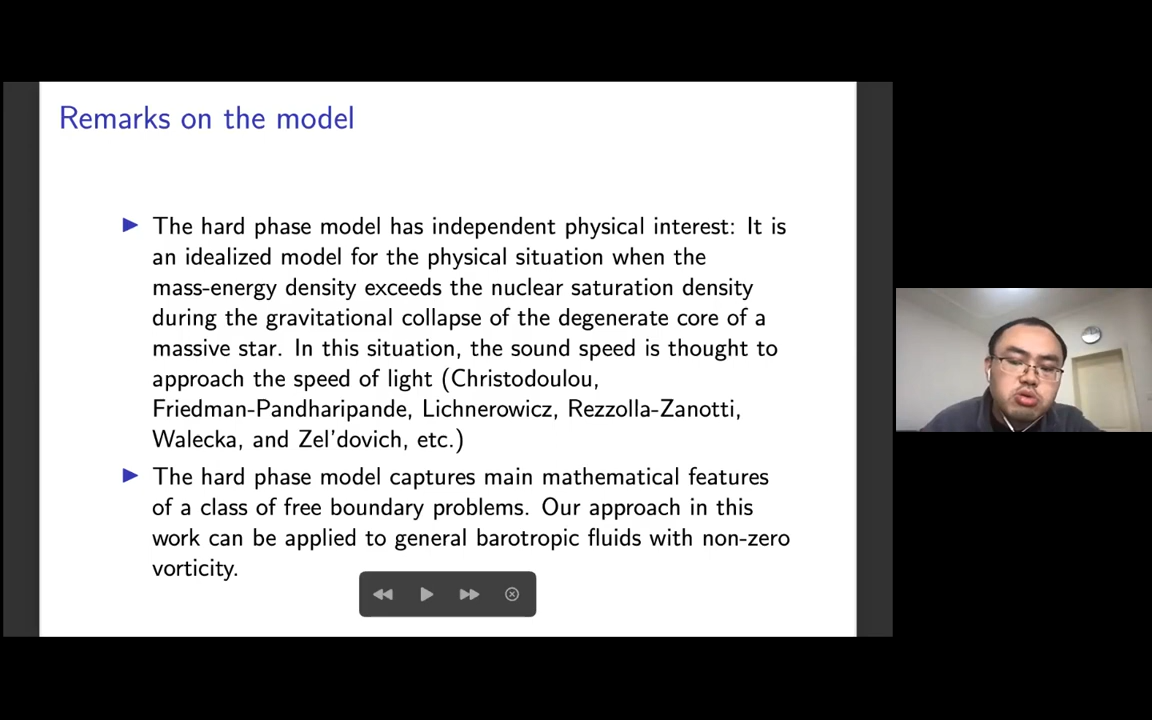 Remarks on the model
The hard phase model has independent physical interest: It is
an idealized model for the physical situation when the
mass-energy density exceeds the nuclear saturation density
during the gravitational collapse of the degenerate core of a
massive star. In this situation, the sound speed is thought to
approach the speed of light (Christodoulou,
Friedman-Pandharipande, Lichnerowicz, Rezzolla-Zanotti,
Walecka, and Zel'dovich, etc.)
The hard phase model captures main mathematical features
of a class of free boundary problems. Our approach in this
work can be applied to general barotropic fluids with non-zero
vorticity.